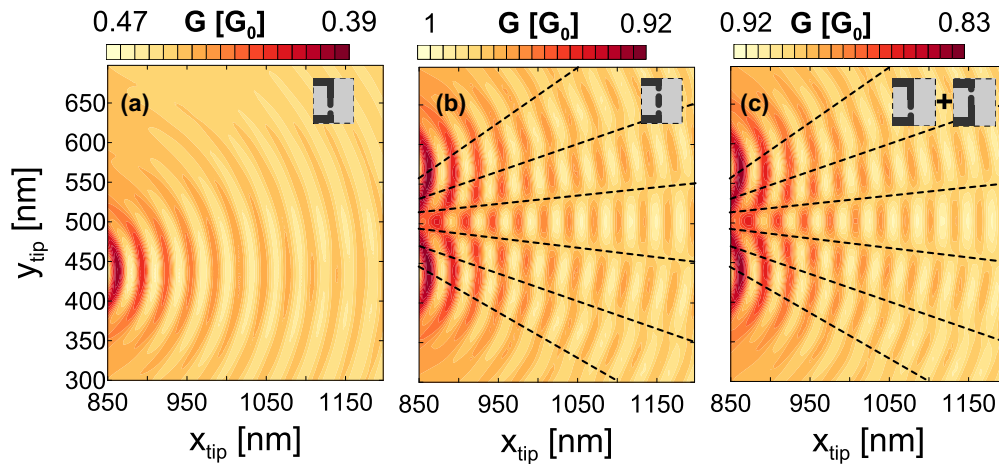 0.47 G [G0] 0.39
1 G [G0] 0.92
0.92 G [G0] 0.83
(a)
(b)
(c)
+
ytip [nm]
650
600
550
500
450
400
350
300
850 950 1050 1150
850 950 1050 1150
850 950 1050 1150
xtip [nm]
xtip [nm]
xtip [nm]